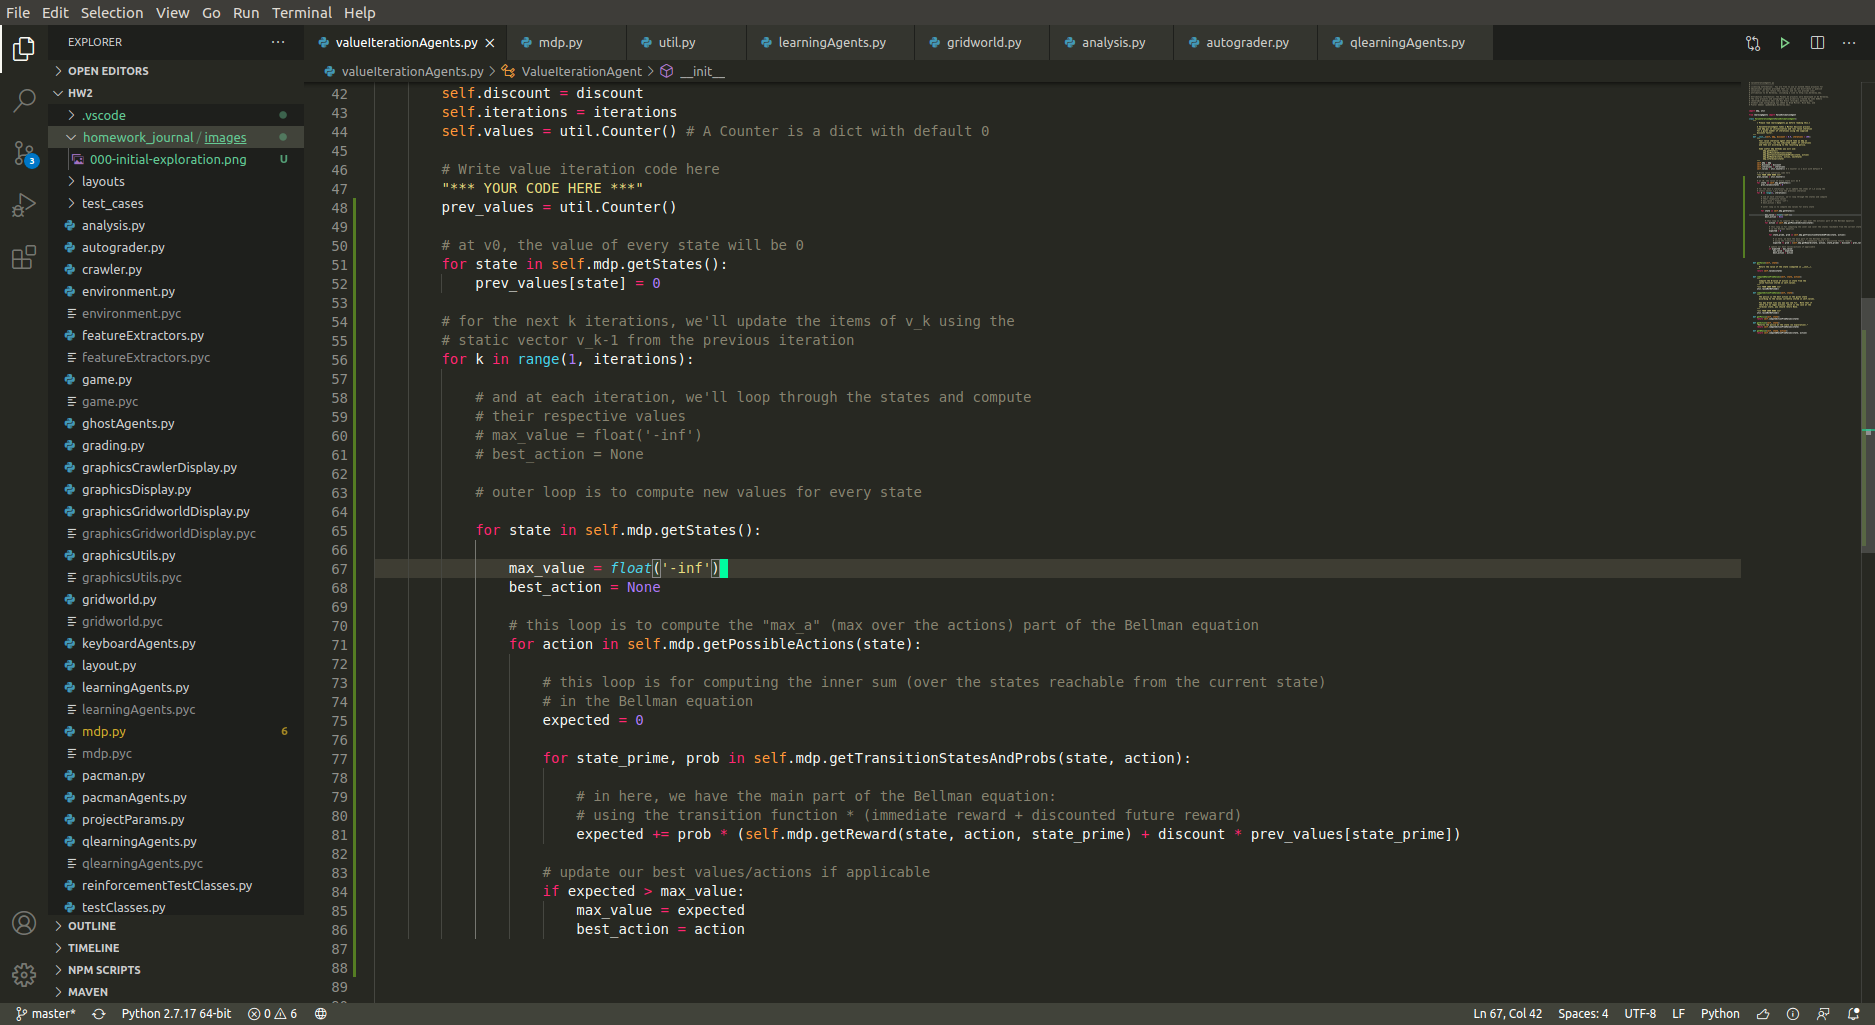 File Edit Selection View Go Run Terminal Help
EXPLORER
valueIterationAgents.py mdp.py util.py learningAgents.py gridworld.py analysis.py autograder.py qlearningAgents.py
valueIterationAgents.py > ValueIterationAgent > __init__
OPEN EDITORS
HW2
.vscode
homework_journal / images
000-initial-exploration.png U
layouts
test_cases
analysis.py
autograder.py
crawler.py
environment.py
environment.pyc
featureExtractors.py
featureExtractors.pyc
game.py
game.pyc
ghostAgents.py
grading.py
graphicsCrawlerDisplay.py
graphicsDisplay.py
graphicsGridworldDisplay.py
graphicsGridworldDisplay.pyc
graphicsUtils.py
graphicsUtils.pyc
gridworld.py
gridworld.pyc
keyboardAgents.py
layout.py
learningAgents.py
learningAgents.pyc
mdp.py 6
mdp.pyc
pacman.py
pacmanAgents.py
projectParams.py
qlearningAgents.py
qlearningAgents.pyc
reinforcementTestClasses.py
testClasses.py
OUTLINE
TIMELINE
NPM SCRIPTS
MAVEN
3
42 self.discount = discount
43 self.iterations = iterations
44 self.values = util.Counter() # A Counter is a dict with default 0
45
46 # Write value iteration code here
47 "*** YOUR CODE HERE ***"
48 prev_values = util.Counter()
49
50 # at v0, the value of every state will be 0
51 for state in self.mdp.getStates():
52 prev_values[state] = 0
53
54 # for the next k iterations, we'll update the items of v_k using the
55 # static vector v_k-1 from the previous iteration
56 for k in range(1, iterations):
57
58 # and at each iteration, we'll loop through the states and compute
59 # their respective values
60 # max_value = float('-inf')
61 # best_action = None
62
63 # outer loop is to compute new values for every state
64
65 for state in self.mdp.getStates():
66
67 max_value = float('-inf')
68 best_action = None
69
70 # this loop is to compute the "max_a" (max over the actions) part of the Bellman equation
71 for action in self.mdp.getPossibleActions(state):
72
73 # this loop is for computing the inner sum (over the states reachable from the current state)
74 # in the Bellman equation
75 expected = 0
76
77 for state_prime, prob in self.mdp.getTransitionStatesAndProbs(state, action):
78
79 # in here, we have the main part of the Bellman equation:
80 # using the transition function * (immediate reward + discounted future reward)
81 expected += prob * (self.mdp.getReward(state, action, state_prime) + discount * prev_values[state_prime])
82
83 # update our best values/actions if applicable
84 if expected > max_value:
85 max_value = expected
86 best_action = action
87
88
89
master* Python 2.7.17 64-bit 0 6 Ln 67, Col 42 Spaces: 4 UTF-8 LF Python